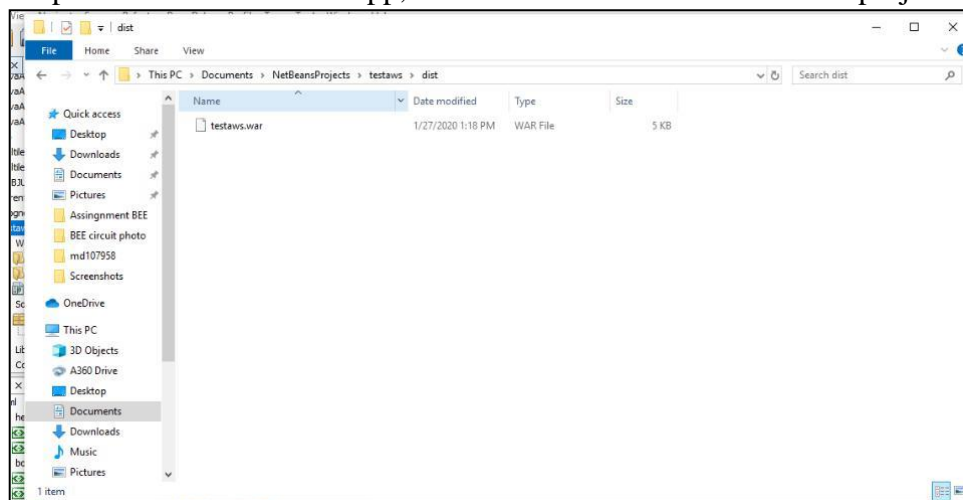 dist
File Home Share View
This PC > Documents > NetBeansProjects > testaws > dist
Search dist
Name Date modified Type Size
testaws.war 1/27/2020 1:18 PM WAR File 5 KB
Quick access
Desktop
Downloads
Documents
Pictures
Assingnment BEE
BEE circuit photo
md107958
Screenshots
OneDrive
This PC
3D Objects
A360 Drive
Desktop
Documents
Downloads
Music
Pictures
1 item